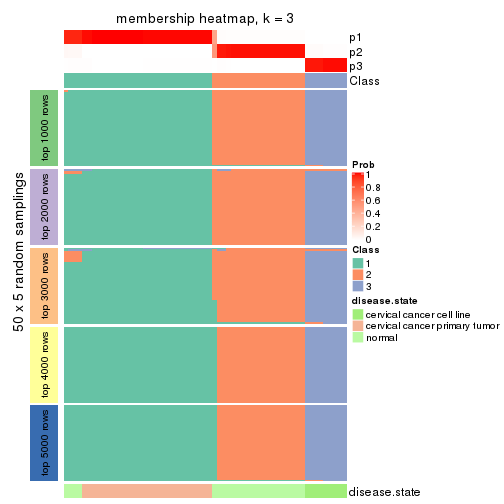 membership heatmap, k = 3
p1
p2
p3
Class
50 x 5 random samplings
top 1000 rows
top 2000 rows
top 3000 rows
top 4000 rows
top 5000 rows
Prob
1
0.8
0.6
0.4
0.2
0
Class
1
2
3
disease.state
cervical cancer cell line
cervical cancer primary tumor
normal
disease.state